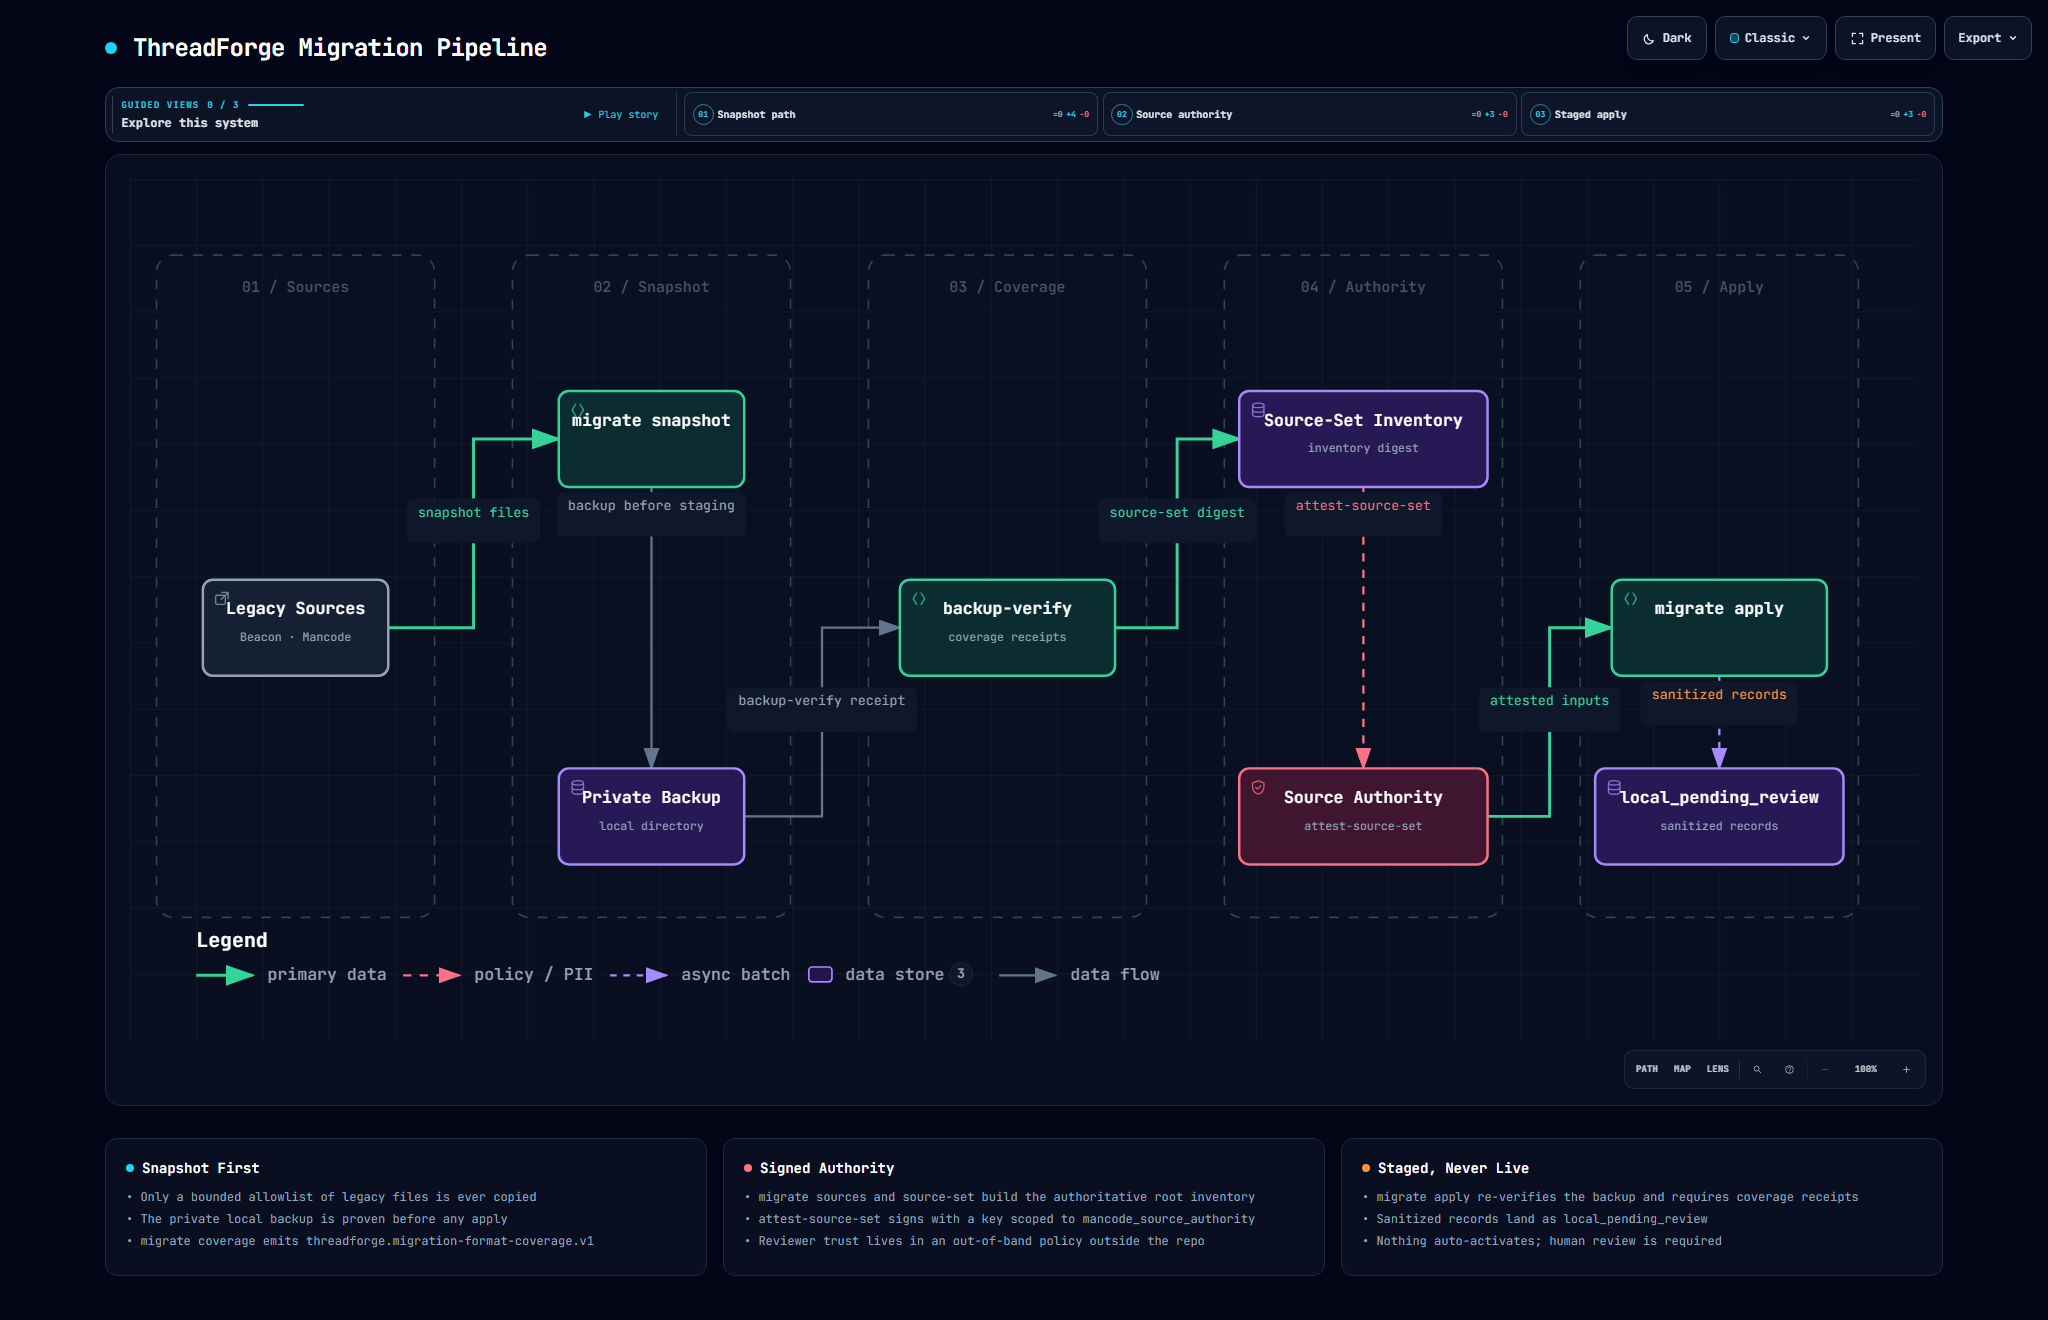 ThreadForge Migration Pipeline
Dark
Classic
Present
Export
GUIDED VIEWS 0 / 3
Explore this system
Play story
01 Snapshot path =0 +4 -0
02 Source authority =0 +3 -0
03 Staged apply =0 +3 -0
01 / Sources
02 / Snapshot
03 / Coverage
04 / Authority
05 / Apply
migrate snapshot
Source-Set Inventory
inventory digest
snapshot files
backup before staging
source-set digest
attest-source-set
Legacy Sources
Beacon · Mancode
backup-verify
coverage receipts
migrate apply
backup-verify receipt
attested inputs
sanitized records
Private Backup
local directory
Source Authority
attest-source-set
local_pending_review
sanitized records
Legend
primary data
policy / PII
async batch
data store 3
data flow
PATH MAP LENS
− 100% +
Snapshot First
• Only a bounded allowlist of legacy files is ever copied
• The private local backup is proven before any apply
• migrate coverage emits threadforge.migration-format-coverage.v1
Signed Authority
• migrate sources and source-set build the authoritative root inventory
• attest-source-set signs with a key scoped to mancode_source_authority
• Reviewer trust lives in an out-of-band policy outside the repo
Staged, Never Live
• migrate apply re-verifies the backup and requires coverage receipts
• Sanitized records land as local_pending_review
• Nothing auto-activates; human review is required